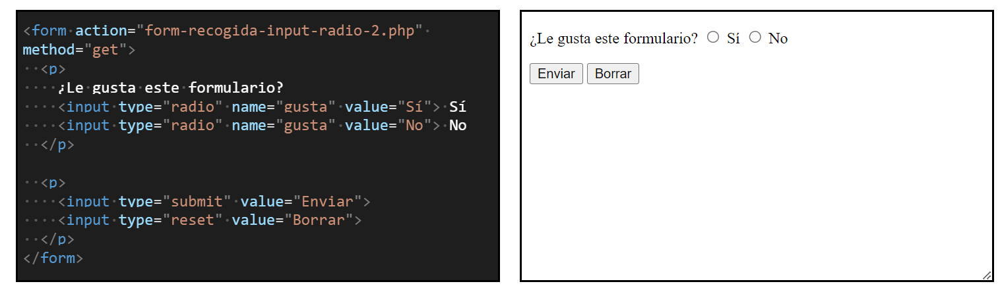 <form action="form-recogida-input-radio-2.php"
method="get">
  <p>
    ¿Le gusta este formulario?
    <input type="radio" name="gusta" value="Sí"> Sí
    <input type="radio" name="gusta" value="No"> No
  </p>

  <p>
    <input type="submit" value="Enviar">
    <input type="reset" value="Borrar">
  </p>
</form>
¿Le gusta este formulario? Sí No
Enviar Borrar